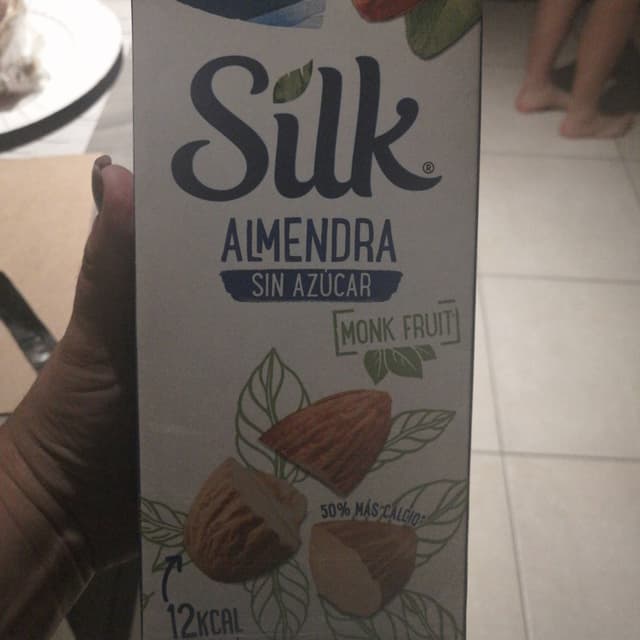 Silk®
ALMENDRA
SIN AZÚCAR
MONK FRUIT
50% MÁS CALCIO*
12KCAL